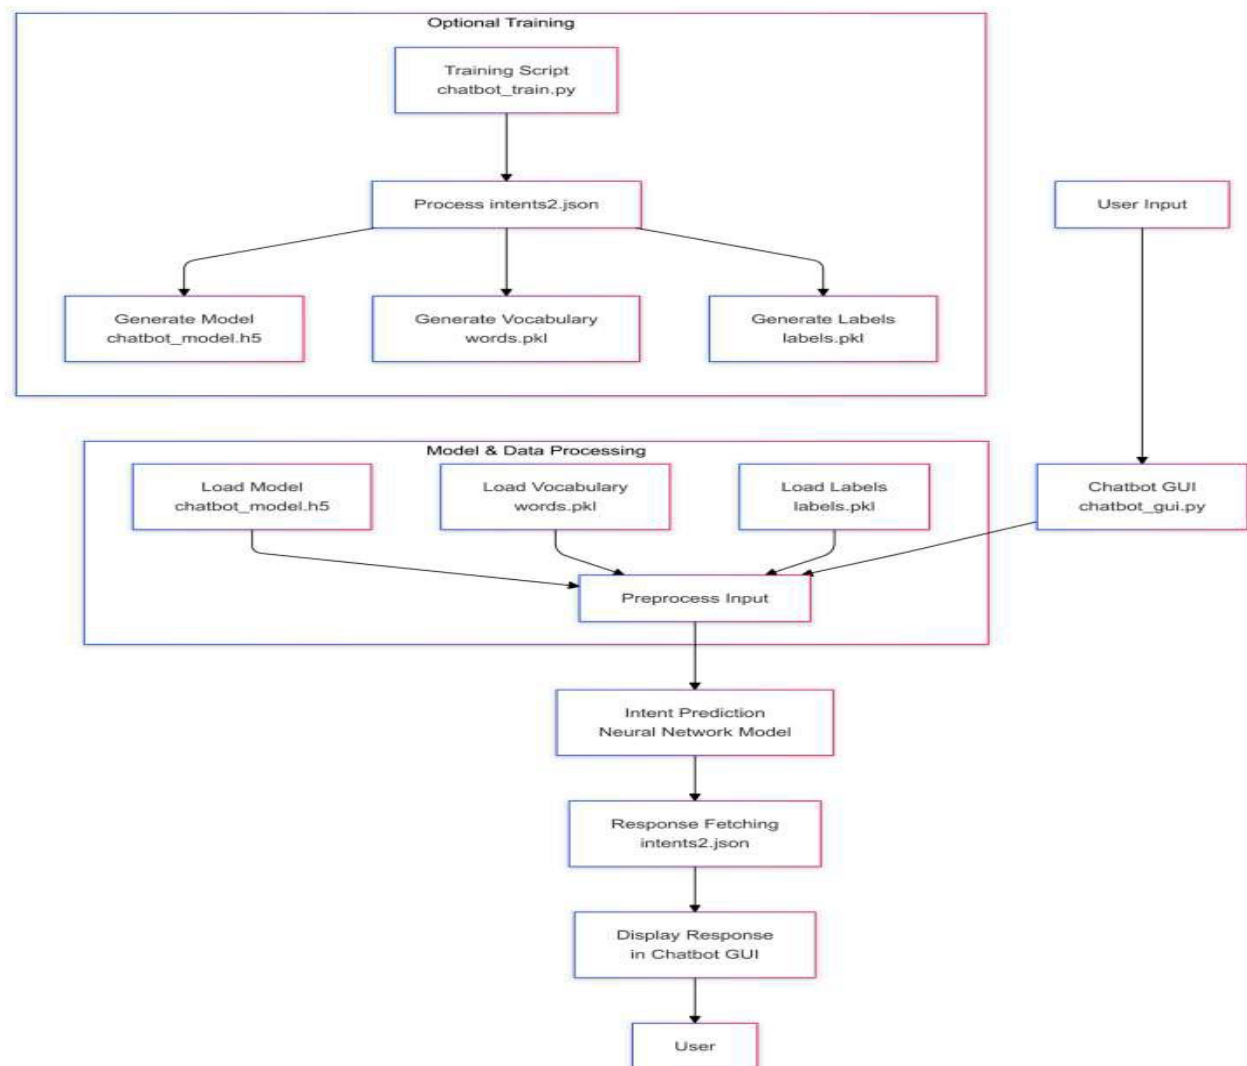 Optional Training
Training Script
chatbot_train.py
Process intents2.json
User Input
Generate Model
chatbot_model.h5
Generate Vocabulary
words.pkl
Generate Labels
labels.pkl
Model & Data Processing
Load Model
chatbot_model.h5
Load Vocabulary
words.pkl
Load Labels
labels.pkl
Chatbot GUI
chatbot_gui.py
Preprocess Input
Intent Prediction
Neural Network Model
Response Fetching
intents2.json
Display Response
in Chatbot GUI
User